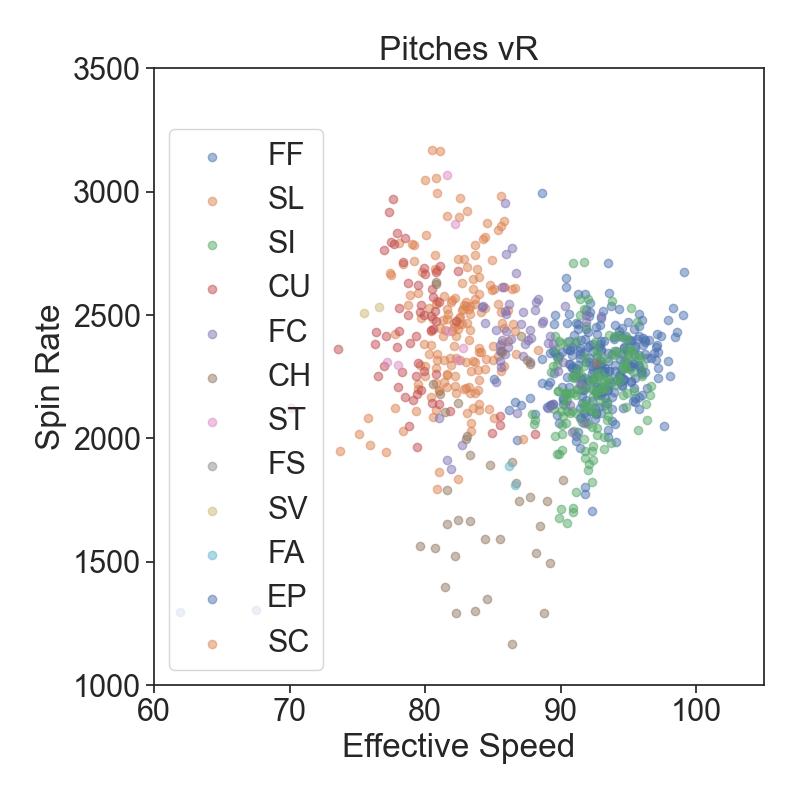 Pitches vR
3500
3000
2500
2000
1500
1000
Spin Rate
FF
SL
SI
CU
FC
CH
ST
FS
SV
FA
EP
SC
60 70 80 90 100
Effective Speed